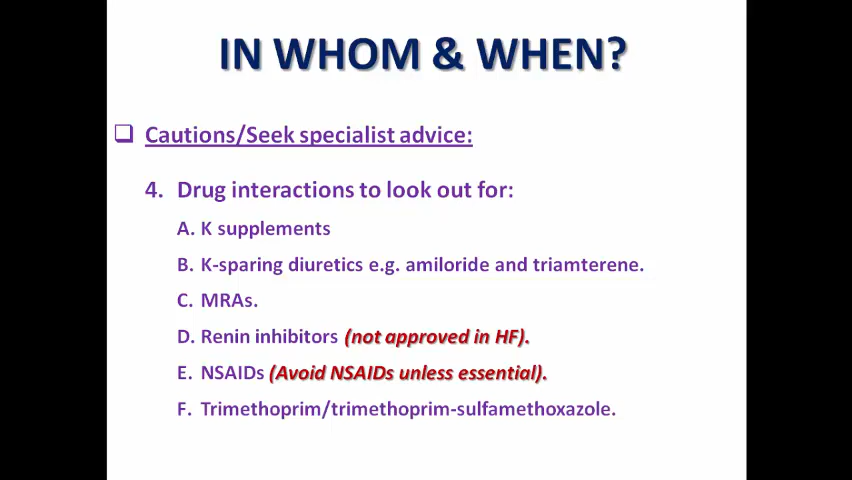 IN WHOM & WHEN?
Cautions/Seek specialist advice:
4. Drug interactions to look out for:
A. K supplements
B. K-sparing diuretics e.g. amiloride and triamterene.
C. MRAs.
D. Renin inhibitors (not approved in HF).
E. NSAIDs (Avoid NSAIDs unless essential).
F. Trimethoprim/trimethoprim-sulfamethoxazole.